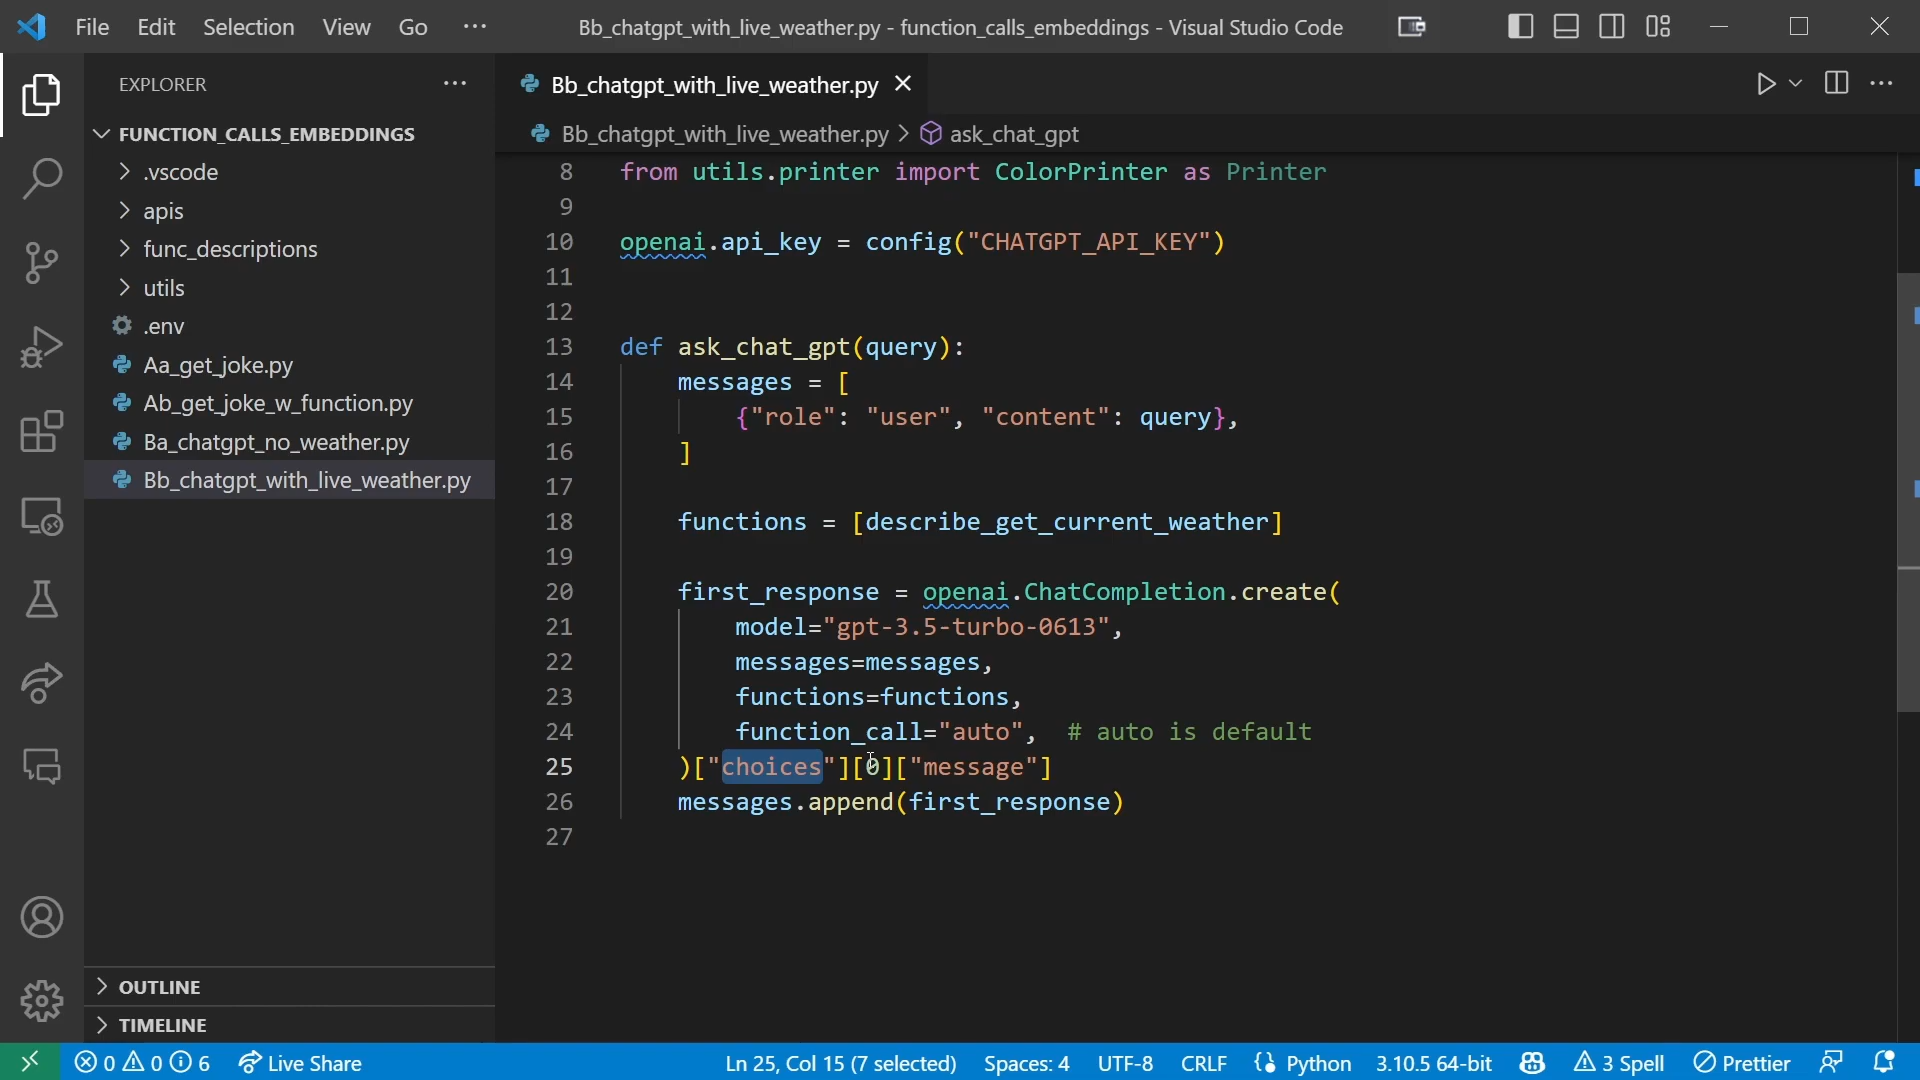 File Edit Selection View Go ··· Bb_chatgpt_with_live_weather.py - function_calls_embeddings - Visual Studio Code
EXPLORER ···
FUNCTION_CALLS_EMBEDDINGS
.vscode
apis
func_descriptions
utils
.env
Aa_get_joke.py
Ab_get_joke_w_function.py
Ba_chatgpt_no_weather.py
Bb_chatgpt_with_live_weather.py
OUTLINE
TIMELINE
Bb_chatgpt_with_live_weather.py
Bb_chatgpt_with_live_weather.py > ask_chat_gpt
8 from utils.printer import ColorPrinter as Printer
9
10 openai.api_key = config("CHATGPT_API_KEY")
11
12
13 def ask_chat_gpt(query):
14 messages = [
15 {"role": "user", "content": query},
16 ]
17
18 functions = [describe_get_current_weather]
19
20 first_response = openai.ChatCompletion.create(
21 model="gpt-3.5-turbo-0613",
22 messages=messages,
23 functions=functions,
24 function_call="auto", # auto is default
25 )["choices"][0]["message"]
26 messages.append(first_response)
27
0 0 6 Live Share Ln 25, Col 15 (7 selected) Spaces: 4 UTF-8 CRLF Python 3.10.5 64-bit 3 Spell Prettier